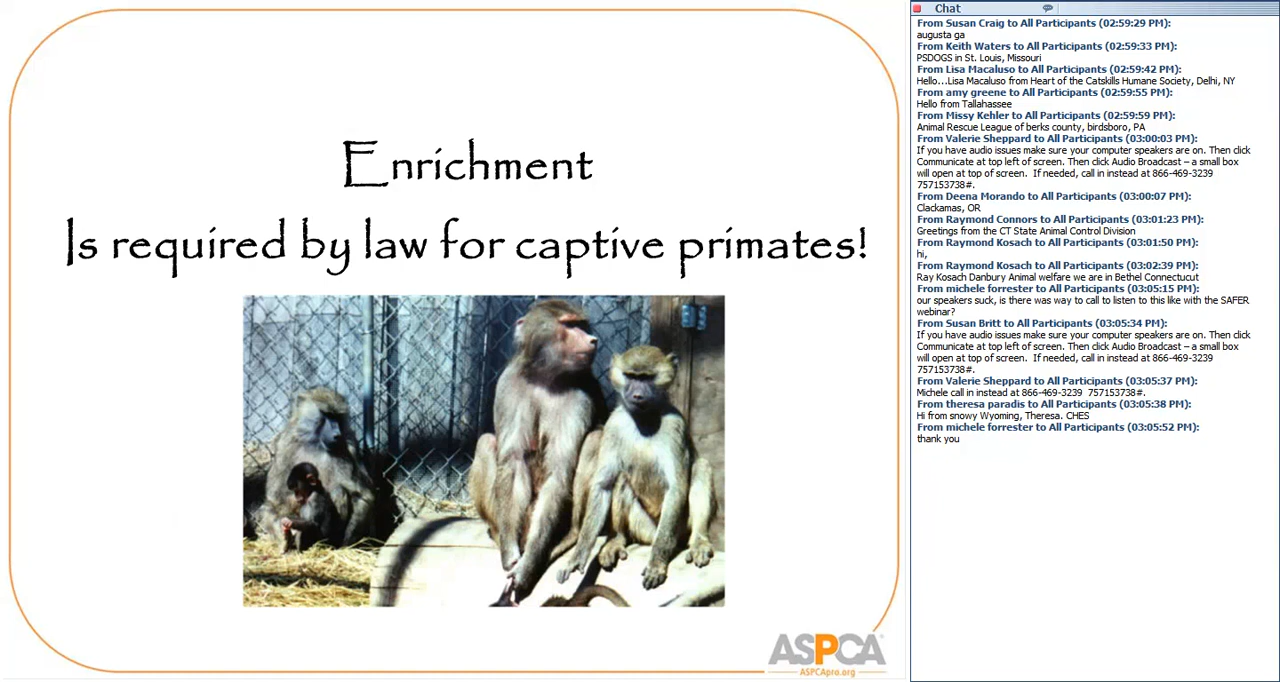 Enrichment
Is required by law for captive primates!
ASPCA®
ASPCApro.org
Chat
From Susan Craig to All Participants (02:59:29 PM):
augusta ga
From Keith Waters to All Participants (02:59:33 PM):
PSDOGS in St. Louis, Missouri
From Lisa Macaluso to All Participants (02:59:42 PM):
Hello...Lisa Macaluso from Heart of the Catskills Humane Society, Delhi, NY
From amy greene to All Participants (02:59:55 PM):
Hello from Tallahassee
From Missy Kehler to All Participants (02:59:59 PM):
Animal Rescue League of berks county, birdsboro, PA
From Valerie Sheppard to All Participants (03:00:03 PM):
If you have audio issues make sure your computer speakers are on. Then click
Communicate at top left of screen. Then click Audio Broadcast – a small box
will open at top of screen.  If needed, call in instead at 866-469-3239
757153738#.
From Deena Morando to All Participants (03:00:07 PM):
Clackamas, OR
From Raymond Connors to All Participants (03:01:23 PM):
Greetings from the CT State Animal Control Division
From Raymond Kosach to All Participants (03:01:50 PM):
hi,
From Raymond Kosach to All Participants (03:02:39 PM):
Ray Kosach Danbury Animal welfare we are in Bethel Connectucut
From michele forrester to All Participants (03:05:15 PM):
our speakers suck, is there was way to call to listen to this like with the SAFER
webinar?
From Susan Britt to All Participants (03:05:34 PM):
If you have audio issues make sure your computer speakers are on. Then click
Communicate at top left of screen. Then click Audio Broadcast – a small box
will open at top of screen.  If needed, call in instead at 866-469-3239
757153738#.
From Valerie Sheppard to All Participants (03:05:37 PM):
Michele call in instead at 866-469-3239  757153738#.
From theresa paradis to All Participants (03:05:38 PM):
Hi from snowy Wyoming, Theresa. CHES
From michele forrester to All Participants (03:05:52 PM):
thank you